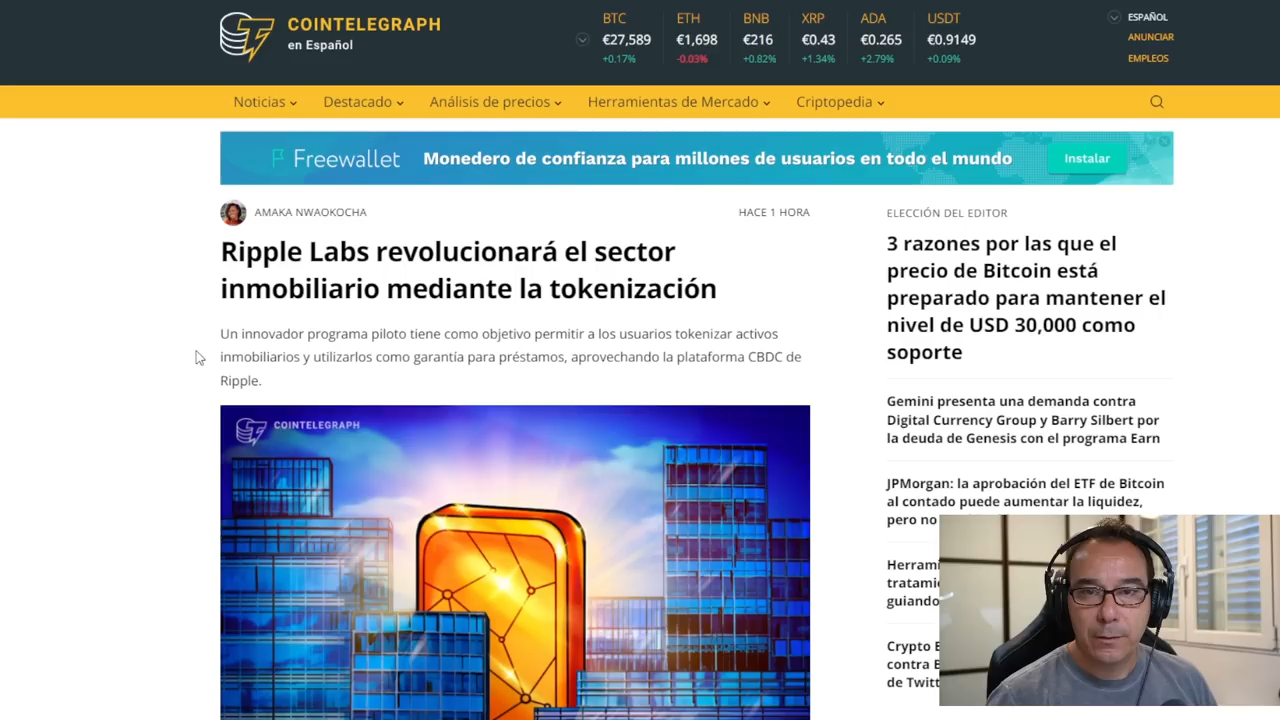 COINTELEGRAPH
en Español
BTC ETH BNB XRP ADA USDT
€27,589 €1,698 €216 €0.43 €0.265 €0.9149
+0.17% -0.03% +0.82% +1.34% +2.79% +0.09%
ESPAÑOL
ANUNCIAR
EMPLEOS
Noticias Destacado Análisis de precios Herramientas de Mercado Criptopedia
Freewallet Monedero de confianza para millones de usuarios en todo el mundo Instalar
AMAKA NWAOKOCHA HACE 1 HORA
Ripple Labs revolucionará el sector
inmobiliario mediante la tokenización
Un innovador programa piloto tiene como objetivo permitir a los usuarios tokenizar activos
inmobiliarios y utilizarlos como garantía para préstamos, aprovechando la plataforma CBDC de
Ripple.
COINTELEGRAPH
ELECCIÓN DEL EDITOR
3 razones por las que el
precio de Bitcoin está
preparado para mantener el
nivel de USD 30,000 como
soporte
Gemini presenta una demanda contra
Digital Currency Group y Barry Silbert por
la deuda de Genesis con el programa Earn
JPMorgan: la aprobación del ETF de Bitcoin
al contado puede aumentar la liquidez,
pero no
Herrami
tratami
guiando
Crypto E
contra E
de Twitt